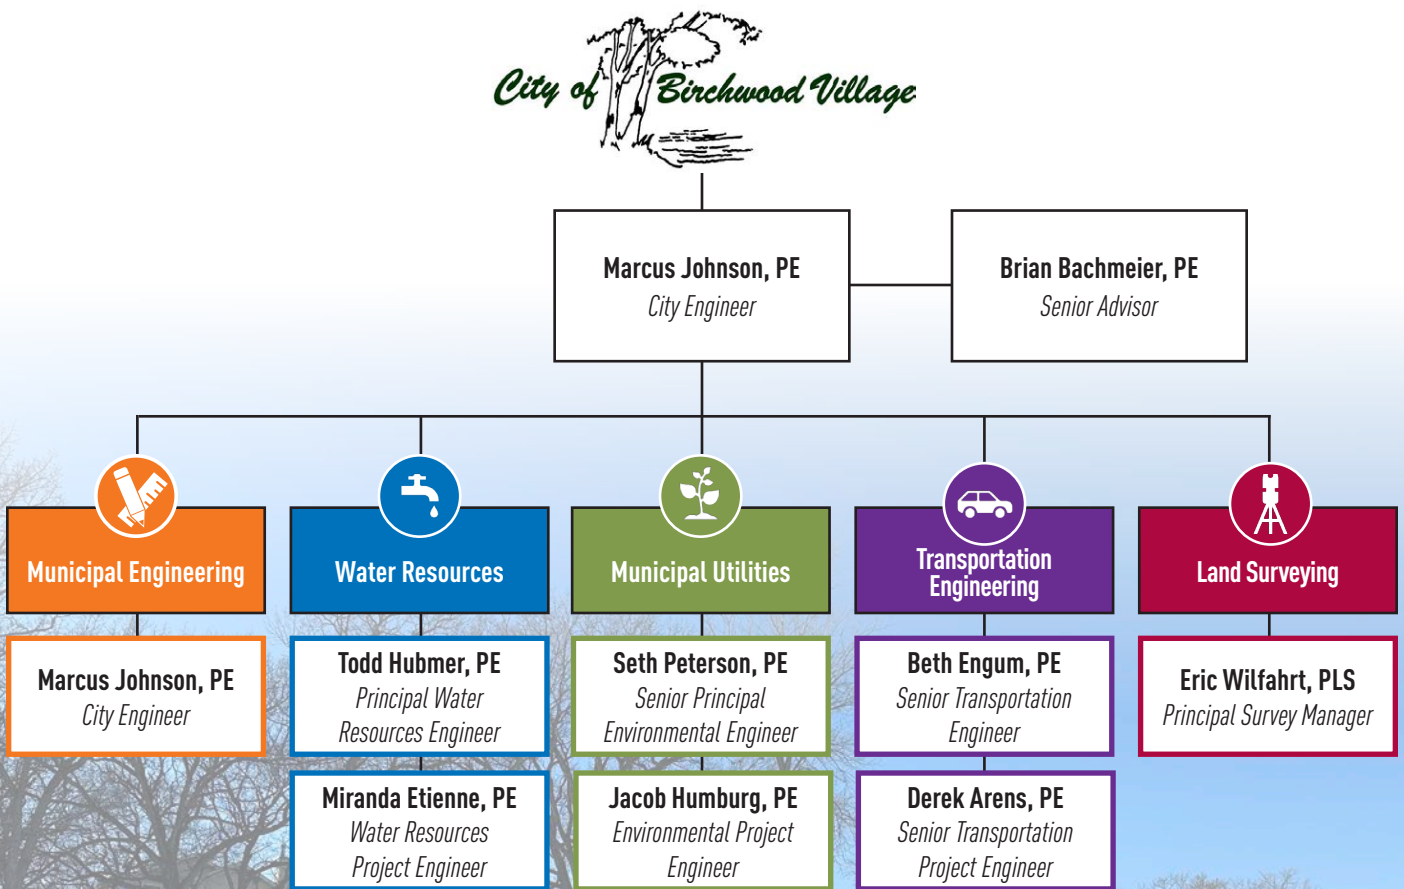 City of Birchwood Village
Marcus Johnson, PE
City Engineer
Brian Bachmeier, PE
Senior Advisor
Municipal Engineering
Water Resources
Municipal Utilities
Transportation
Engineering
Land Surveying
Marcus Johnson, PE
City Engineer
Todd Hubmer, PE
Principal Water
Resources Engineer
Seth Peterson, PE
Senior Principal
Environmental Engineer
Beth Engum, PE
Senior Transportation
Engineer
Eric Wilfahrt, PLS
Principal Survey Manager
Miranda Etienne, PE
Water Resources
Project Engineer
Jacob Humburg, PE
Environmental Project
Engineer
Derek Arens, PE
Senior Transportation
Project Engineer